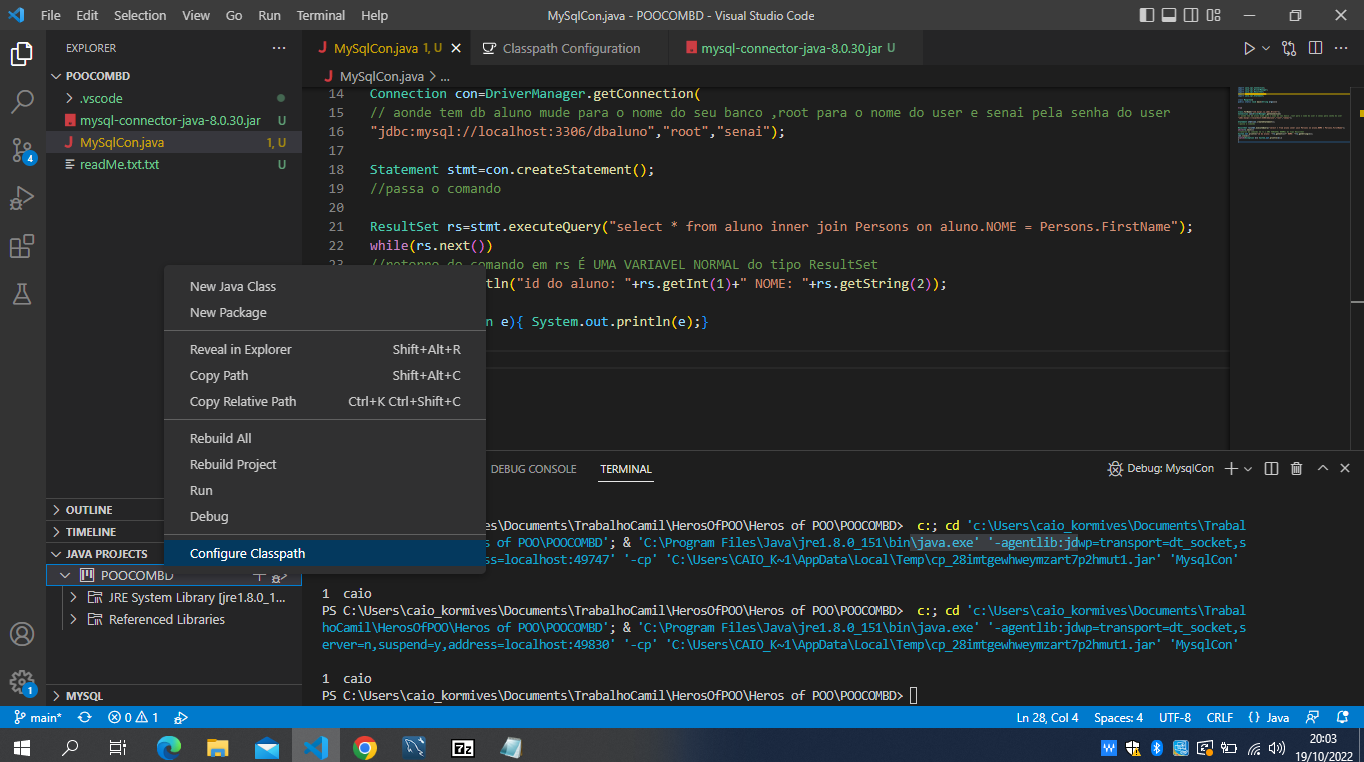 File Edit Selection View Go Run Terminal Help
MySqlCon.java - POOCOMBD - Visual Studio Code
EXPLORER
POOCOMBD
.vscode
mysql-connector-java-8.0.30.jar U
MySqlCon.java 1, U
readMe.txt.txt U
4
MySqlCon.java 1, U
Classpath Configuration
mysql-connector-java-8.0.30.jar U
MySqlCon.java > ...
14 Connection con=DriverManager.getConnection(
15 // aonde tem db aluno mude para o nome do seu banco ,root para o nome do user e senai pela senha do user
16 "jdbc:mysql://localhost:3306/dbaluno","root","senai");
17
18 Statement stmt=con.createStatement();
19 //passa o comando
20
21 ResultSet rs=stmt.executeQuery("select * from aluno inner join Persons on aluno.NOME = Persons.FirstName");
22 while(rs.next())
23 //retorno do comando em rs É UMA VARIAVEL NORMAL do tipo ResultSet
tln("id do aluno: "+rs.getInt(1)+" NOME: "+rs.getString(2));
n e){ System.out.println(e);}
New Java Class
New Package
Reveal in Explorer Shift+Alt+R
Copy Path Shift+Alt+C
Copy Relative Path Ctrl+K Ctrl+Shift+C
Rebuild All
Rebuild Project
Run
Debug
Configure Classpath
OUTLINE
TIMELINE
JAVA PROJECTS
POOCOMBD
JRE System Library [jre1.8.0_1...
Referenced Libraries
MYSQL
1
DEBUG CONSOLE TERMINAL
Debug: MysqlCon
ves\Documents\TrabalhoCamil\HerosOfPOO\Heros of POO\POOCOMBD> c:; cd 'c:\Users\caio_kormives\Documents\Trabal
s of POO\POOCOMBD'; & 'C:\Program Files\Java\jre1.8.0_151\bin\java.exe' '-agentlib:jdwp=transport=dt_socket,s
ss=localhost:49747' '-cp' 'C:\Users\CAIO_K~1\AppData\Local\Temp\cp_28imtgewhweymzart7p2hmut1.jar' 'MysqlCon'
1 caio
PS C:\Users\caio_kormives\Documents\TrabalhoCamil\HerosOfPOO\Heros of POO\POOCOMBD> c:; cd 'c:\Users\caio_kormives\Documents\Trabal
hoCamil\HerosOfPOO\Heros of POO\POOCOMBD'; & 'C:\Program Files\Java\jre1.8.0_151\bin\java.exe' '-agentlib:jdwp=transport=dt_socket,s
erver=n,suspend=y,address=localhost:49830' '-cp' 'C:\Users\CAIO_K~1\AppData\Local\Temp\cp_28imtgewhweymzart7p2hmut1.jar' 'MysqlCon'
1 caio
PS C:\Users\caio_kormives\Documents\TrabalhoCamil\HerosOfPOO\Heros of POO\POOCOMBD>
main* 0 1
Ln 28, Col 4 Spaces: 4 UTF-8 CRLF {} Java
7z
20:03
19/10/2022